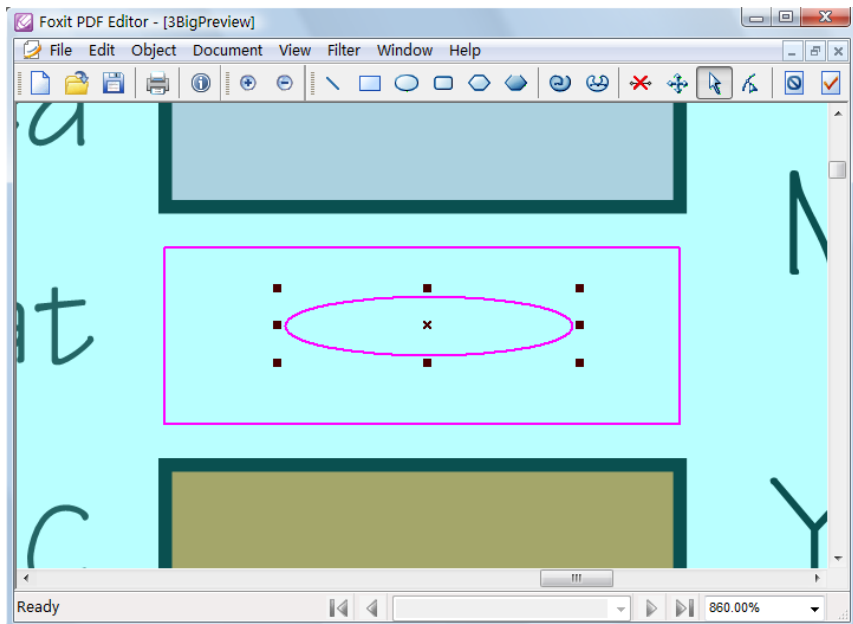 Foxit PDF Editor - [3BigPreview]
File Edit Object Document View Filter Window Help
at
C
Ready
860.00%